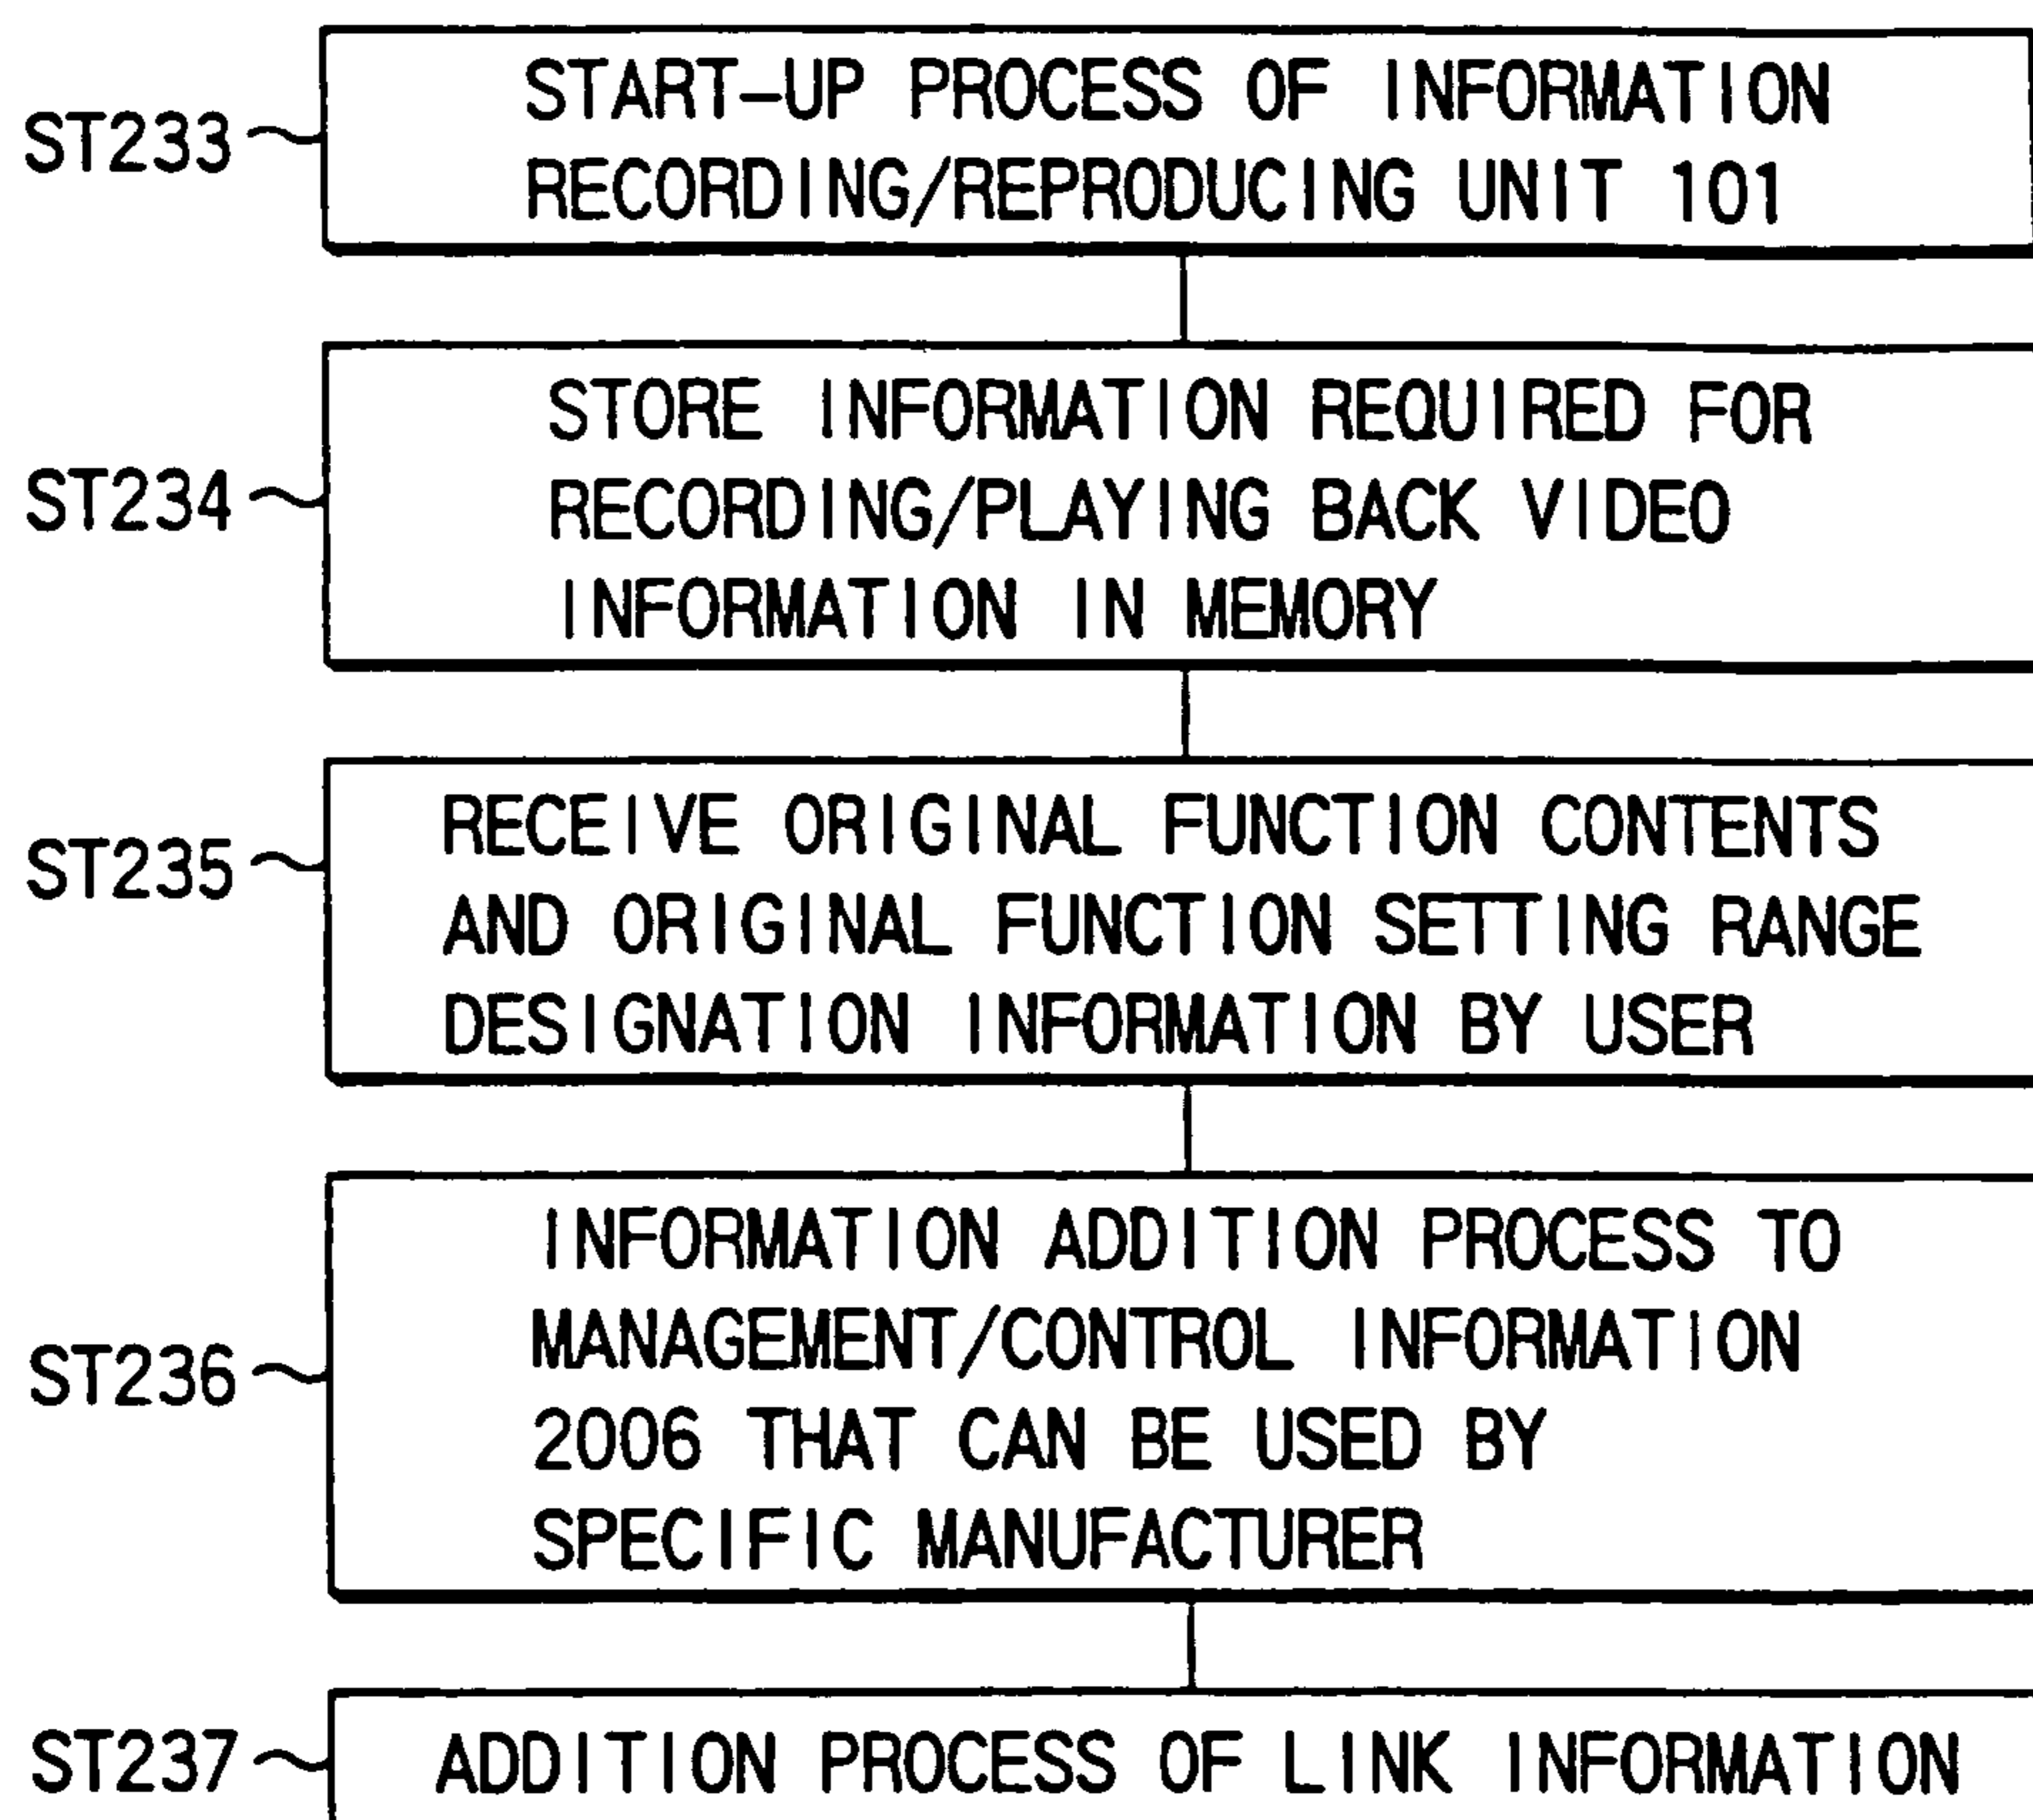 ST233
START-UP PROCESS OF INFORMATION
RECORDING/REPRODUCING UNIT 101
ST234
STORE INFORMATION REQUIRED FOR
RECORDING/PLAYING BACK VIDEO
INFORMATION IN MEMORY
ST235
RECEIVE ORIGINAL FUNCTION CONTENTS
AND ORIGINAL FUNCTION SETTING RANGE
DESIGNATION INFORMATION BY USER
ST236
INFORMATION ADDITION PROCESS TO
MANAGEMENT/CONTROL INFORMATION
2006 THAT CAN BE USED BY
SPECIFIC MANUFACTURER
ST237
ADDITION PROCESS OF LINK INFORMATION